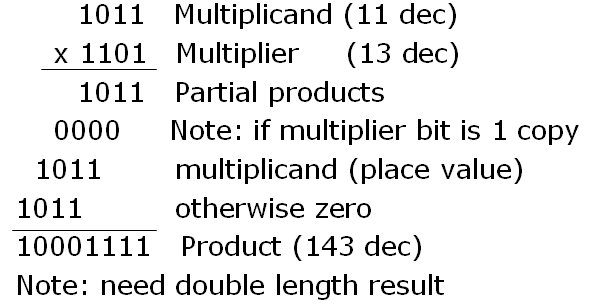 1011 Multiplicand (11 dec)
x 1101 Multiplier (13 dec)
1011 Partial products
0000 Note: if multiplier bit is 1 copy
1011 multiplicand (place value)
1011 otherwise zero
10001111 Product (143 dec)
Note: need double length result